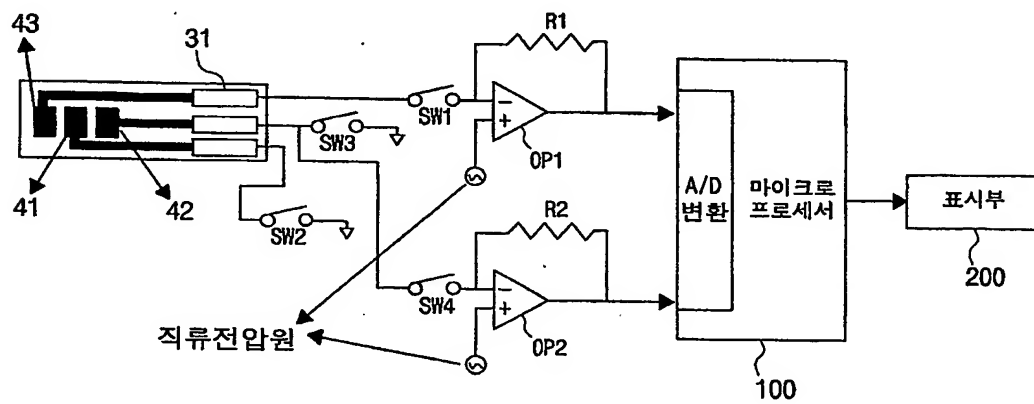 43
31
R1
SW1
SW3
OP1
41
42
SW2
R2
A/D
변환
마이크로
프로세서
표시부
200
SW4
OP2
직류전압원
100